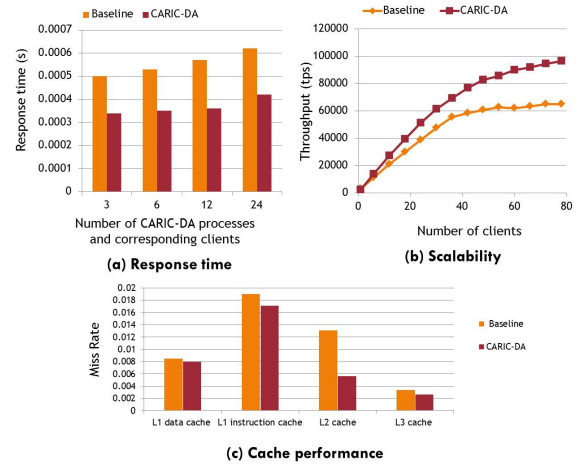 Baseline
CARIC-DA
0.0007
0.0006
0.0005
0.0004
0.0003
0.0002
0.0001
0
Response time (s)
3
6
12
24
Number of CARIC-DA processes
and corresponding clients
(a) Response time
Baseline
CARIC-DA
120000
100000
80000
60000
40000
20000
0
Throughput (tps)
0
20
40
60
80
Number of clients
(b) Scalability
0.02
0.018
0.016
0.014
0.012
0.01
0.008
0.006
0.004
0.002
0
Miss Rate
L1 data cache
L1 instruction cache
L2 cache
L3 cache
Baseline
CARIC-DA
(c) Cache performance